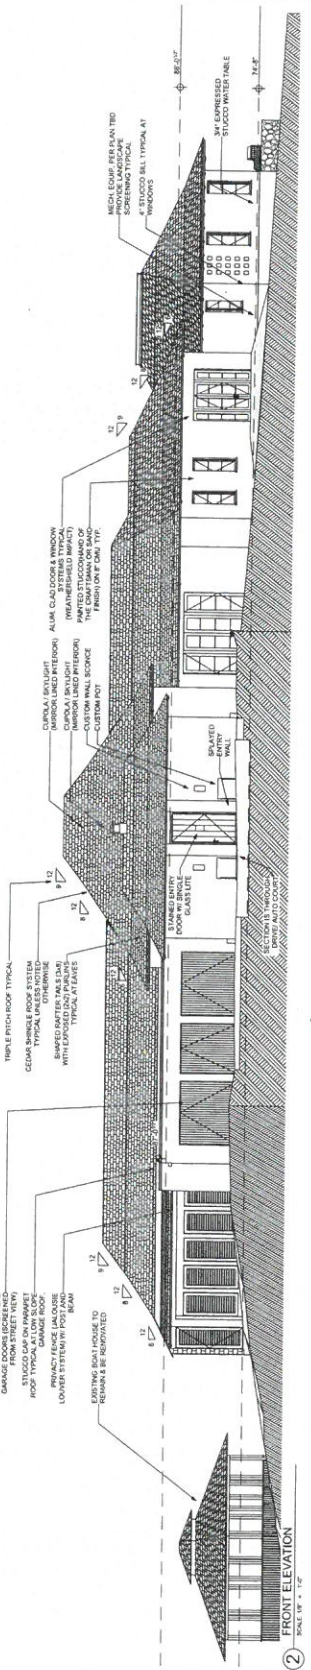 GARAGE DOORS (SCREENED
FROM STREET VIEW)
STUCCO CAP ON PARAPET
ROOF TYPICAL AT LOW SLOPE
GARAGE ROOF.
PRIVACY FENCE (JALOUSIE
LOUVER SYSTEM) W/ POST AND
BEAM
EXISTING BOAT HOUSE TO
REMAIN & BE RENOVATED
TRIPLE PITCH ROOF TYPICAL
CEDAR SHINGLE ROOF SYSTEM
TYPICAL UNLESS NOTED
OTHERWISE
SHAPED RAFTER TAILS (3x8)
WITH EXPOSED (2x2) PURLINS
TYPICAL AT EAVES
CUPOLA / SKYLIGHT
(MIRROR LINED INTERIOR)
CUPOLA / SKYLIGHT
(MIRROR LINED INTERIOR)
CUSTOM WALL SCONCE
CUSTOM POT
ALUM. CLAD DOOR & WINDOW
SYSTEMS TYPICAL
(WEATHERSHIELD IMPACT)
PAINTED STUCCO(HAND OF
THE CRAFTSMAN OR SAND
FINISH) ON 8" CMU TYP.
MECH. EQUIP. PER PLAN TBD
PROVIDE LANDSCAPE
SCREENING TYPICAL
4" STUCCO SILL TYPICAL AT
WINDOWS
3/4" EXPRESSED
STUCCO WATER TABLE
STAINED ENTRY
DOOR W/ SINGLE
GLASS LITE
SPLAYED
ENTRY
WALL
SECTION IS THROUGH
DRIVE/ AUTO COURT
12
6
12
8
12
9
12
8
12
9
12
9
2
FRONT ELEVATION